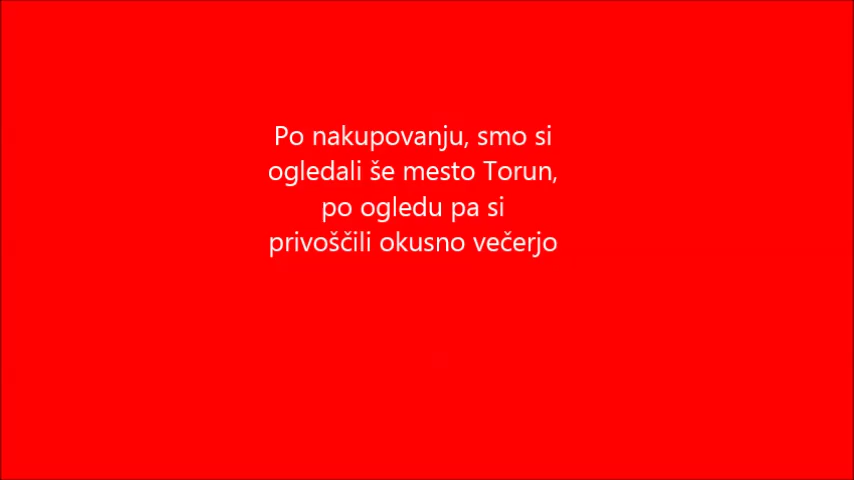 Po nakupovanju, smo si
ogledali še mesto Torun,
po ogledu pa si
privoščili okusno večerjo